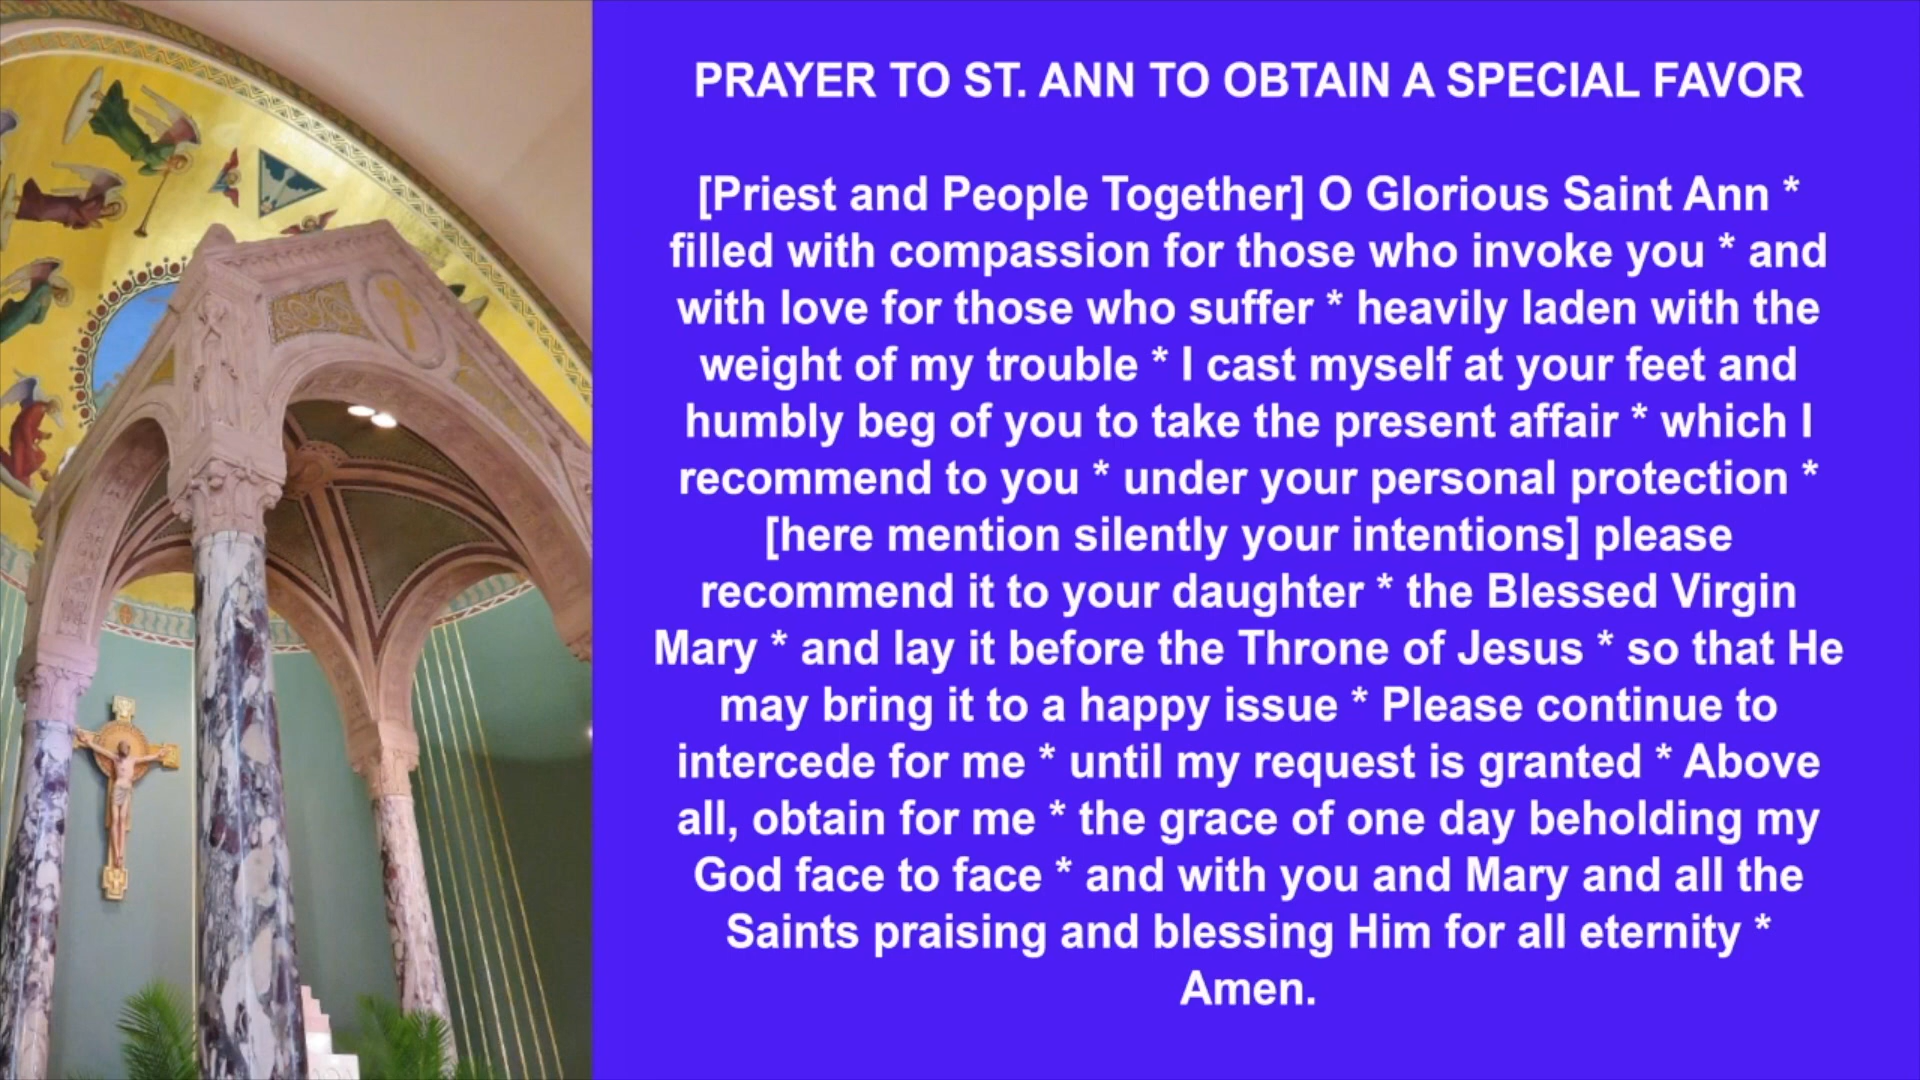 PRAYER TO ST. ANN TO OBTAIN A SPECIAL FAVOR
[Priest and People Together] O Glorious Saint Ann *
filled with compassion for those who invoke you * and
with love for those who suffer * heavily laden with the
weight of my trouble * I cast myself at your feet and
humbly beg of you to take the present affair * which I
recommend to you * under your personal protection *
[here mention silently your intentions] please
recommend it to your daughter * the Blessed Virgin
Mary * and lay it before the Throne of Jesus * so that He
may bring it to a happy issue * Please continue to
intercede for me * until my request is granted * Above
all, obtain for me * the grace of one day beholding my
God face to face * and with you and Mary and all the
Saints praising and blessing Him for all eternity *
Amen.